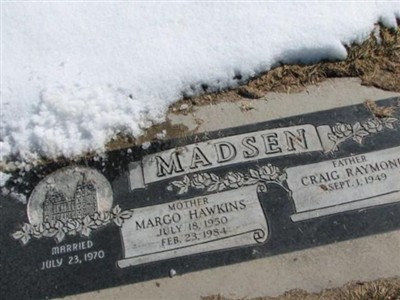 MADSEN
MARRIED
JULY 23, 1970
MOTHER
MARGO HAWKINS
JULY 18, 1950
FEB. 23, 1984
FATHER
CRAIG RAYMOND
SEPT. 1, 1949